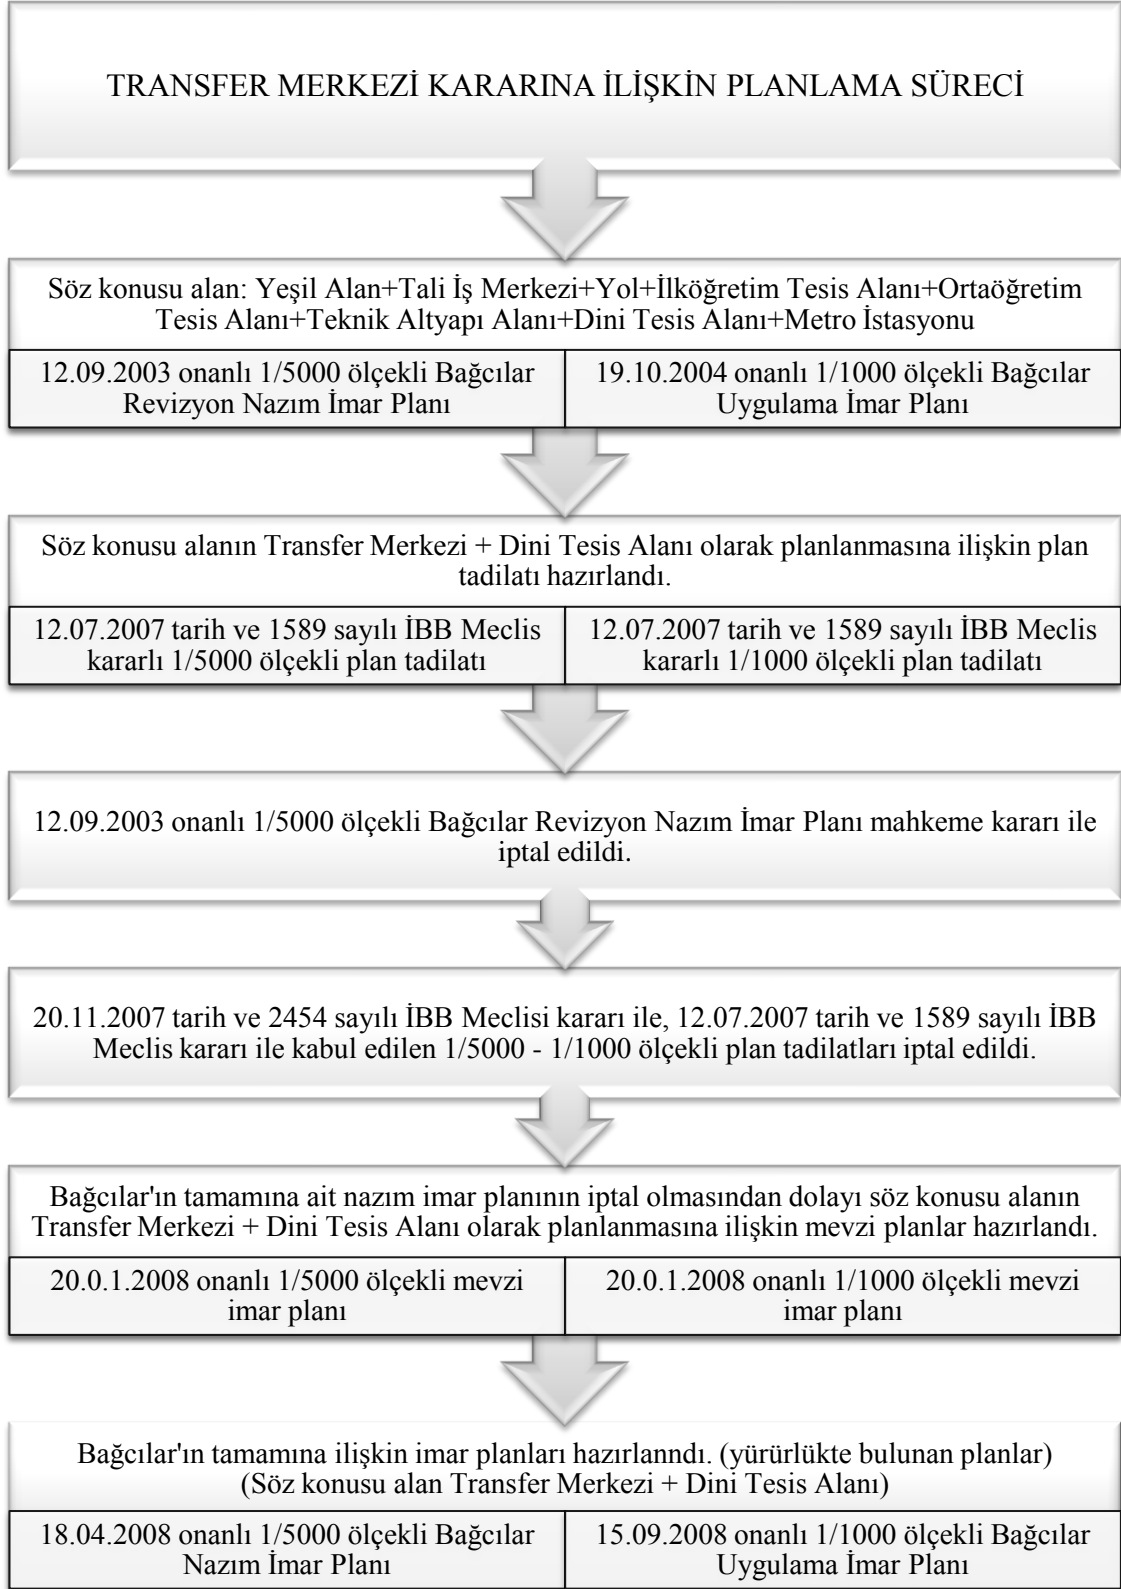 TRANSFER MERKEZİ KARARINA İLİŞKİN PLANLAMA SÜRECİ
Söz konusu alan: Yeşil Alan+Tali İş Merkezi+Yol+İlköğretim Tesis Alanı+Ortaöğretim
Tesis Alanı+Teknik Altyapı Alanı+Dini Tesis Alanı+Metro İstasyonu
12.09.2003 onanlı 1/5000 ölçekli Bağcılar
Revizyon Nazım İmar Planı
19.10.2004 onanlı 1/1000 ölçekli Bağcılar
Uygulama İmar Planı
Söz konusu alanın Transfer Merkezi + Dini Tesis Alanı olarak planlanmasına ilişkin plan
tadilatı hazırlandı.
12.07.2007 tarih ve 1589 sayılı İBB Meclis
kararlı 1/5000 ölçekli plan tadilatı
12.07.2007 tarih ve 1589 sayılı İBB Meclis
kararlı 1/1000 ölçekli plan tadilatı
12.09.2003 onanlı 1/5000 ölçekli Bağcılar Revizyon Nazım İmar Planı mahkeme kararı ile
iptal edildi.
20.11.2007 tarih ve 2454 sayılı İBB Meclisi kararı ile, 12.07.2007 tarih ve 1589 sayılı İBB
Meclis kararı ile kabul edilen 1/5000 - 1/1000 ölçekli plan tadilatları iptal edildi.
Bağcılar'ın tamamına ait nazım imar planının iptal olmasından dolayı söz konusu alanın
Transfer Merkezi + Dini Tesis Alanı olarak planlanmasına ilişkin mevzi planlar hazırlandı.
20.0.1.2008 onanlı 1/5000 ölçekli mevzi
imar planı
20.0.1.2008 onanlı 1/1000 ölçekli mevzi
imar planı
Bağcılar'ın tamamına ilişkin imar planları hazırlanndı. (yürürlükte bulunan planlar)
(Söz konusu alan Transfer Merkezi + Dini Tesis Alanı)
18.04.2008 onanlı 1/5000 ölçekli Bağcılar
Nazım İmar Planı
15.09.2008 onanlı 1/1000 ölçekli Bağcılar
Uygulama İmar Planı